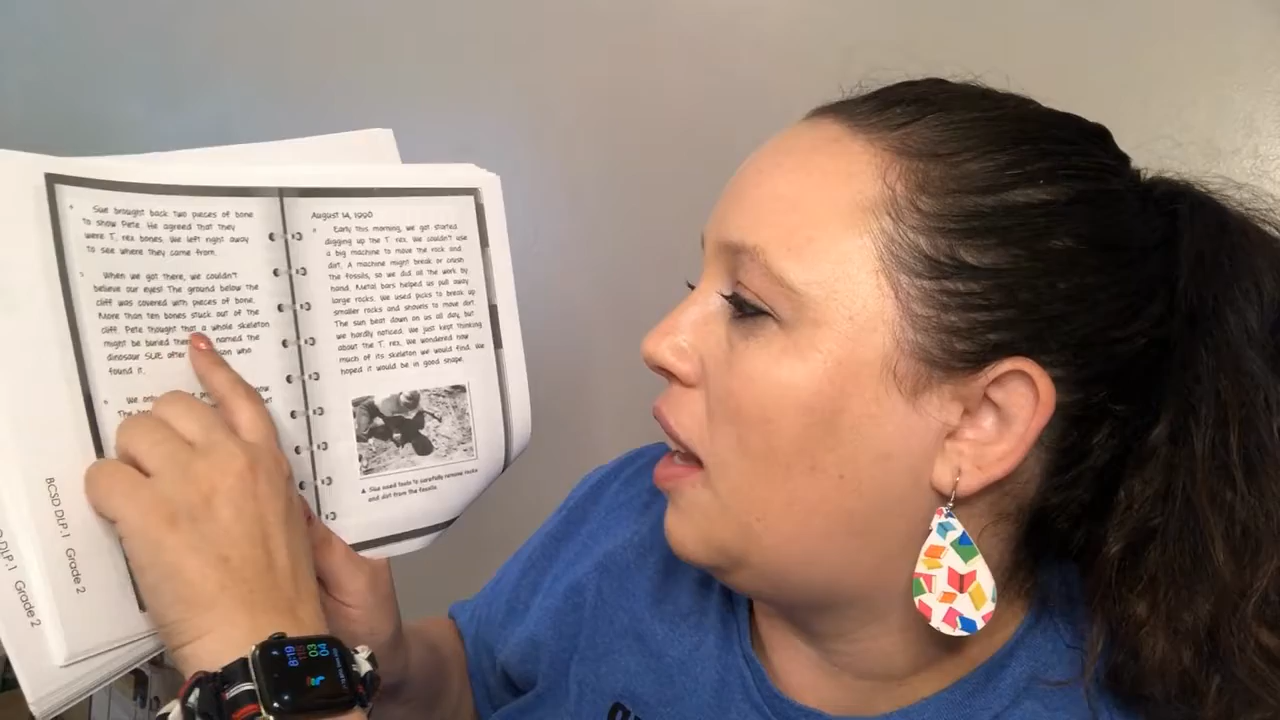 Sue brought back two pieces of bone
to show Pete. He agreed that they
were T. rex bones. We left right away
to see where they came from.
When we got there, we couldn't
believe our eyes! The ground below the
cliff was covered with pieces of bone.
More than ten bones stuck out of the
cliff. Pete thought that a whole skeleton
might be buried named the
dinosaur SUE after who
found it.
We
The
August 14, 1990
Early this morning, we got started
digging up the T. rex. We couldn't use
a big machine to move the rock and
dirt. A machine might break or crush
the fossils, so we did all the work by
hand. Metal bars helped us pull away
large rocks. We used picks to break up
smaller rocks and shovels to move dirt.
The sun beat down on us all day, but
we hardly noticed. We just kept thinking
about the T. rex. We wondered how
much of its skeleton we would find. We
hoped it would be in good shape.
▲ Sue used tools to carefully remove rocks
and dirt from the fossils.
BCSD DLP.1 Grade 2
DLP.1 Grade 2
8:19